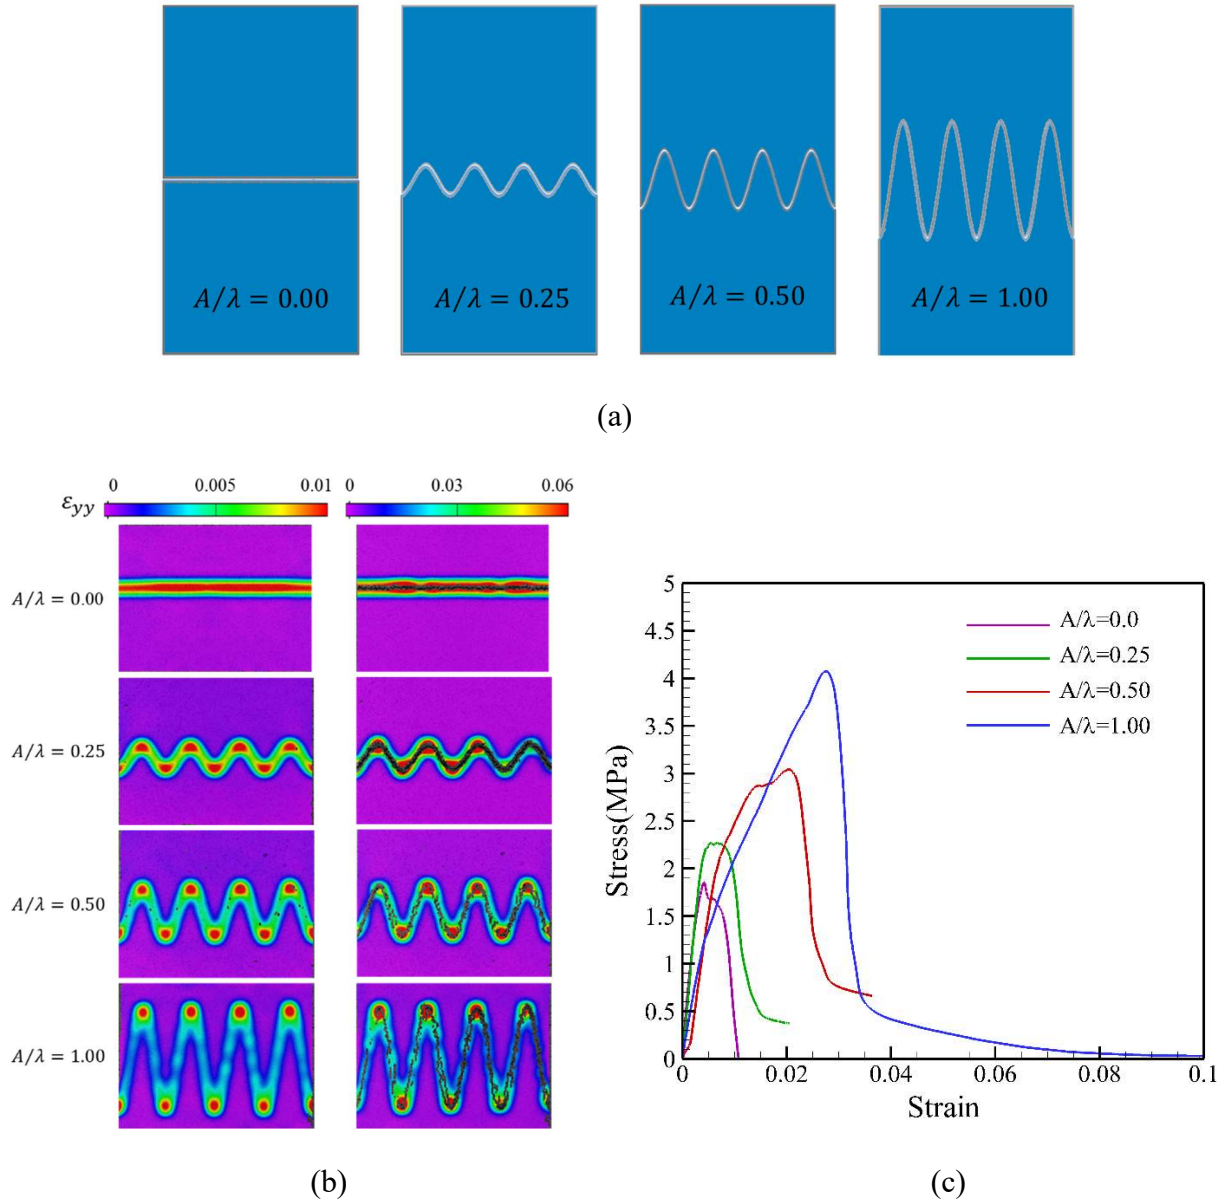 A/λ = 0.00
A/λ = 0.25
A/λ = 0.50
A/λ = 1.00
(a)
0 0.005 0.01
0 0.03 0.06
εyy
A/λ = 0.00
A/λ = 0.25
A/λ = 0.50
A/λ = 1.00
(b)
5
4.5
4
3.5
3
2.5
2
1.5
1
0.5
0
Stress(MPa)
A/λ=0.0
A/λ=0.25
A/λ=0.50
A/λ=1.00
0 0.02 0.04 0.06 0.08 0.1
Strain
(c)